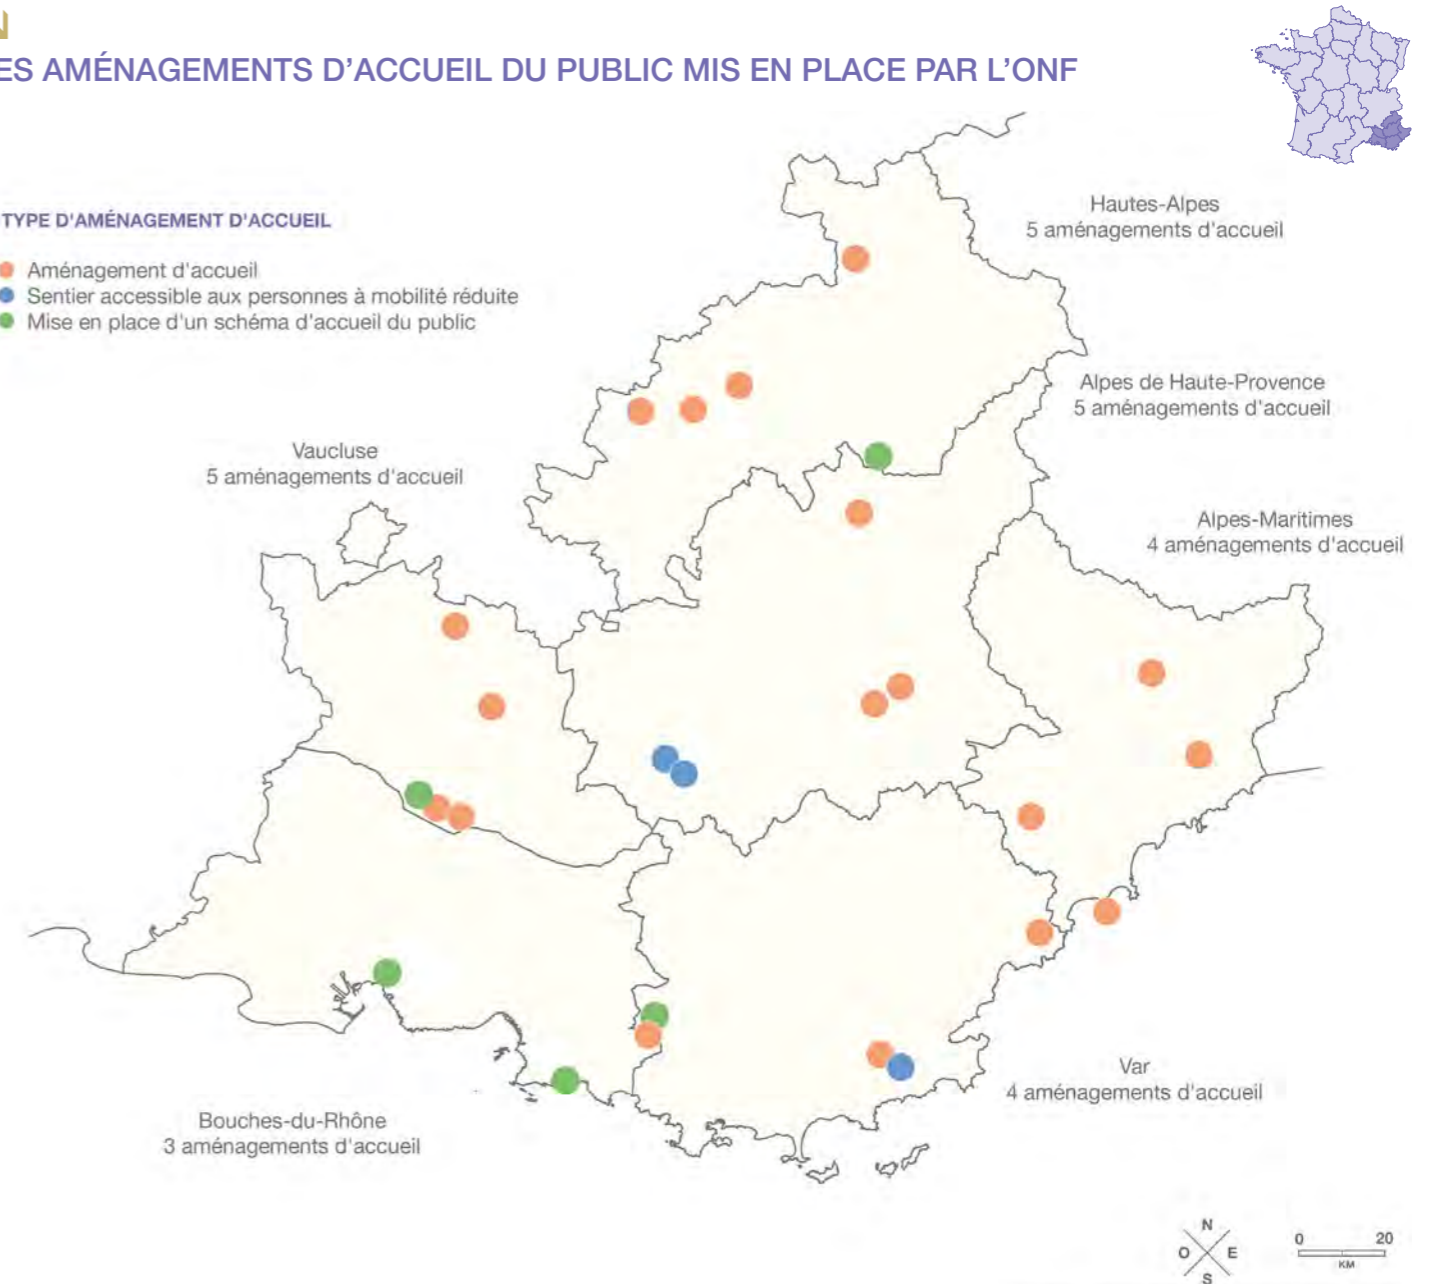 ES AMÉNAGEMENTS D'ACCUEIL DU PUBLIC MIS EN PLACE PAR L'ONF
TYPE D'AMÉNAGEMENT D'ACCUEIL
Aménagement d'accueil
Sentier accessible aux personnes à mobilité réduite
Mise en place d'un schéma d'accueil du public
Hautes-Alpes
5 aménagements d'accueil
Alpes de Haute-Provence
5 aménagements d'accueil
Vaucluse
5 aménagements d'accueil
Alpes-Maritimes
4 aménagements d'accueil
Var
4 aménagements d'accueil
Bouches-du-Rhône
3 aménagements d'accueil
N
O E
S
0 20
KM